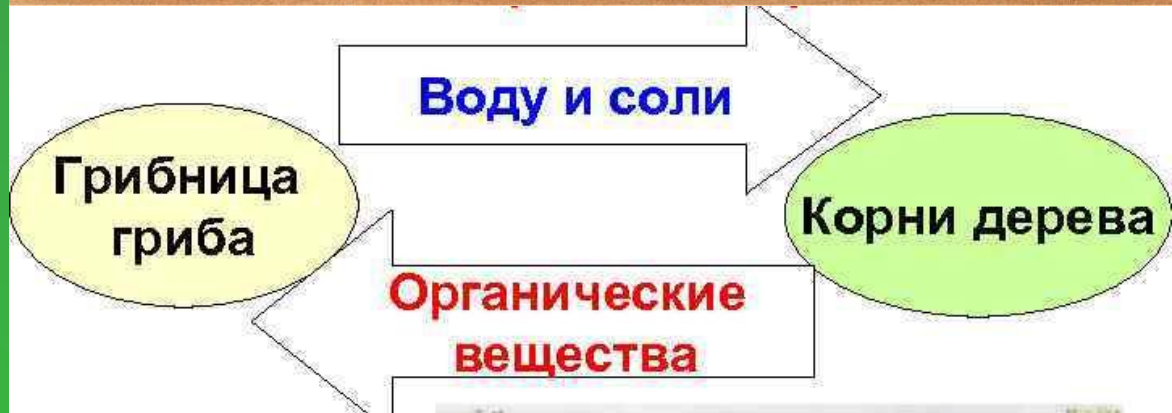 Воду и соли
Грибница
гриба
Корни дерева
Органические
вещества